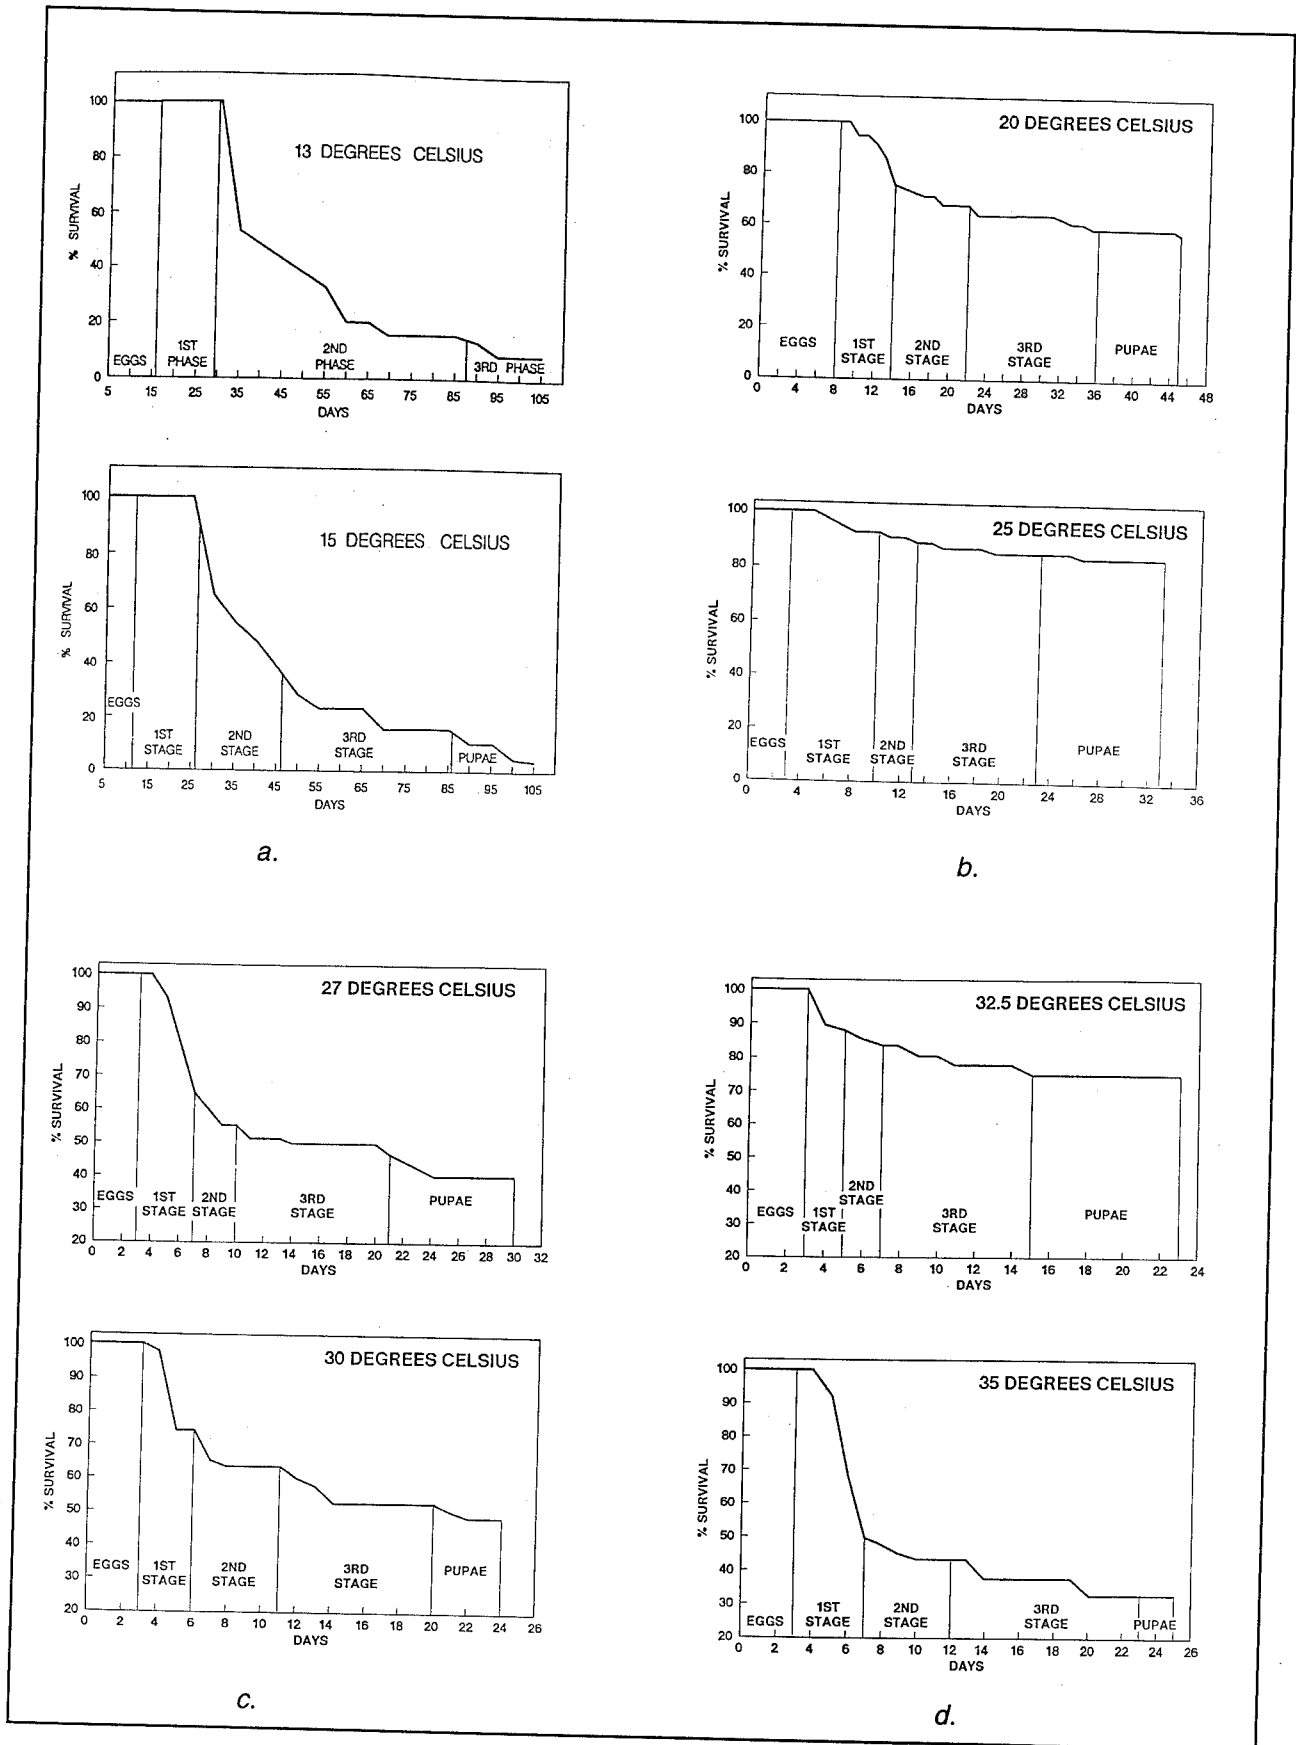 100
80
60
40
20
0
% SURVIVAL
13 DEGREES CELSIUS
EGGS
1ST
PHASE
2ND
PHASE
3RD PHASE
5 15 25 35 45 55 65 75 85 95 105
DAYS
100
80
60
40
20
0
% SURVIVAL
20 DEGREES CELSIUS
EGGS
1ST
STAGE
2ND
STAGE
3RD
STAGE
PUPAE
0 4 8 12 16 20 24 28 32 36 40 44 48
DAYS
100
80
60
40
20
0
% SURVIVAL
15 DEGREES CELSIUS
EGGS
1ST
STAGE
2ND
STAGE
3RD
STAGE
PUPAE
5 15 25 35 45 55 65 75 85 95 105
DAYS
a.
100
80
60
40
20
0
% SURVIVAL
25 DEGREES CELSIUS
EGGS
1ST
STAGE
2ND
STAGE
3RD
STAGE
PUPAE
0 4 8 12 16 20 24 28 32 36
DAYS
b.
100
90
80
70
60
50
40
30
20
% SURVIVAL
27 DEGREES CELSIUS
EGGS
1ST
STAGE
2ND
STAGE
3RD
STAGE
PUPAE
0 2 4 6 8 10 12 14 16 18 20 22 24 26 28 30 32
DAYS
100
90
80
70
60
50
40
30
20
% SURVIVAL
32.5 DEGREES CELSIUS
EGGS
1ST
STAGE
2ND
STAGE
3RD
STAGE
PUPAE
0 2 4 6 8 10 12 14 16 18 20 22 24
DAYS
100
90
80
70
60
50
40
30
20
% SURVIVAL
30 DEGREES CELSIUS
EGGS
1ST
STAGE
2ND
STAGE
3RD
STAGE
PUPAE
0 2 4 6 8 10 12 14 16 18 20 22 24 26
DAYS
c.
100
90
80
70
60
50
40
30
20
% SURVIVAL
35 DEGREES CELSIUS
EGGS
1ST
STAGE
2ND
STAGE
3RD
STAGE
PUPAE
0 2 4 6 8 10 12 14 16 18 20 22 24 26
DAYS
d.